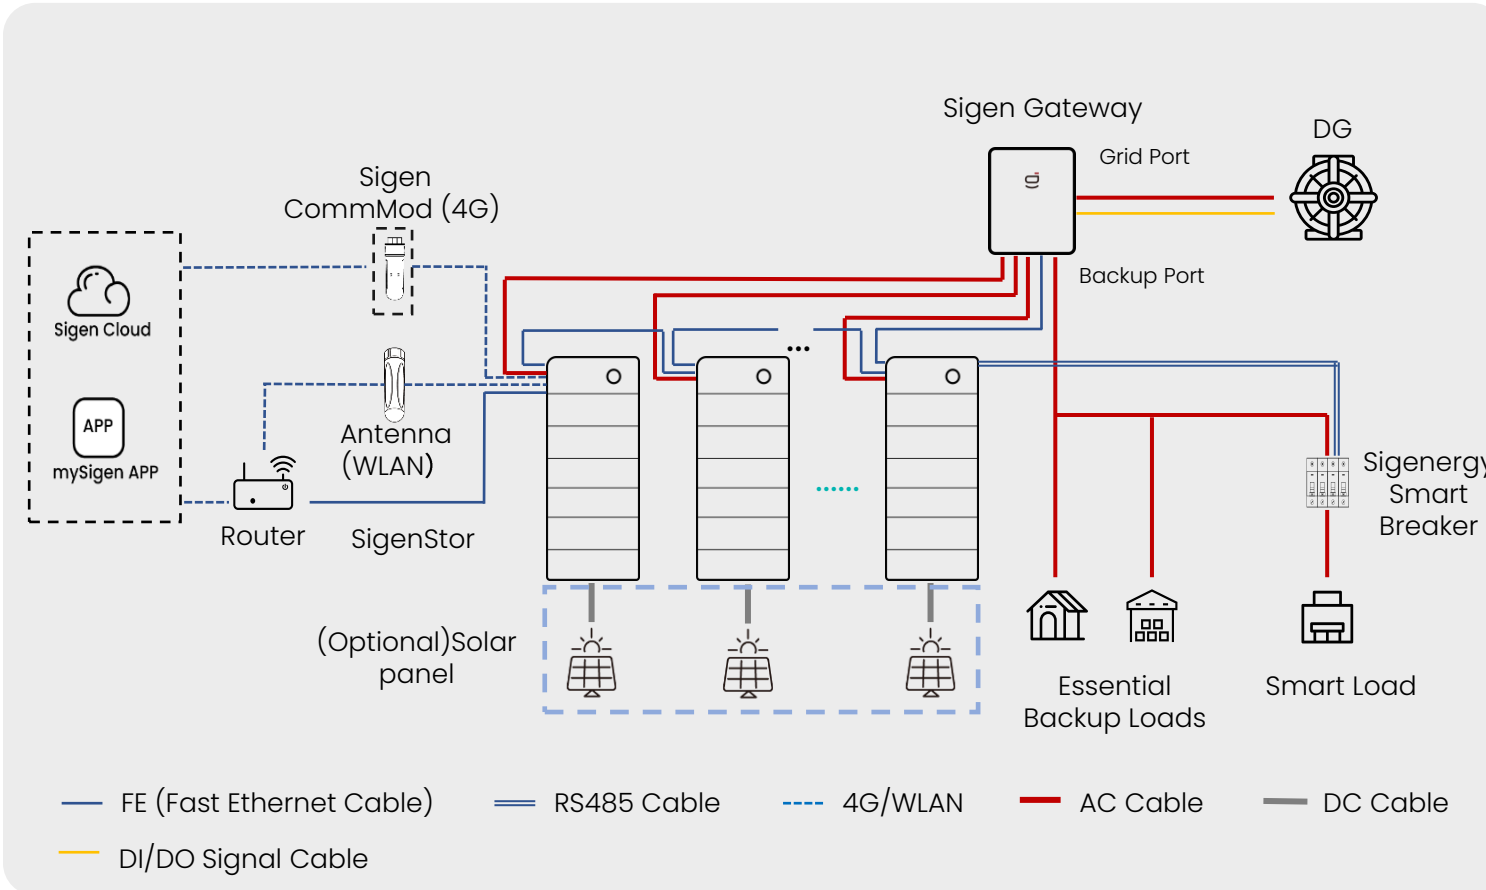 Sigen Gateway
DG
Grid Port
Sigen
CommMod (4G)
Backup Port
Sigen Cloud
APP
mySigen APP
Antenna
(WLAN)
Router
SigenStor
Sigenergy
Smart
Breaker
(Optional)Solar
panel
Essential
Backup Loads
Smart Load
FE (Fast Ethernet Cable)
RS485 Cable
4G/WLAN
AC Cable
DC Cable
DI/DO Signal Cable